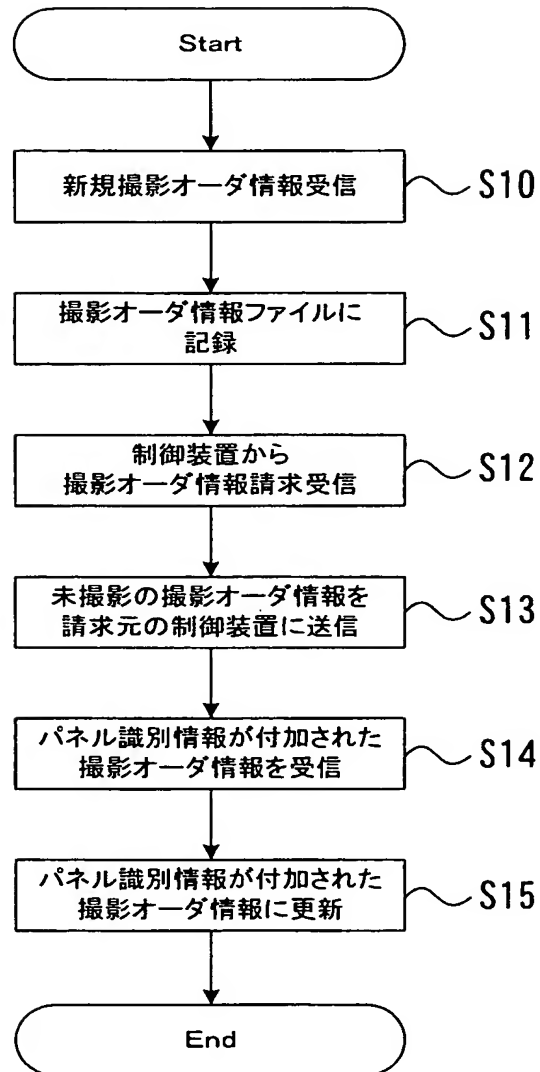 Start
新規撮影オーダ情報受信
S10
撮影オーダ情報ファイルに
記録
S11
制御装置から
撮影オーダ情報請求受信
S12
未撮影の撮影オーダ情報を
請求元の制御装置に送信
S13
パネル識別情報が付加された
撮影オーダ情報を受信
S14
パネル識別情報が付加された
撮影オーダ情報に更新
S15
End